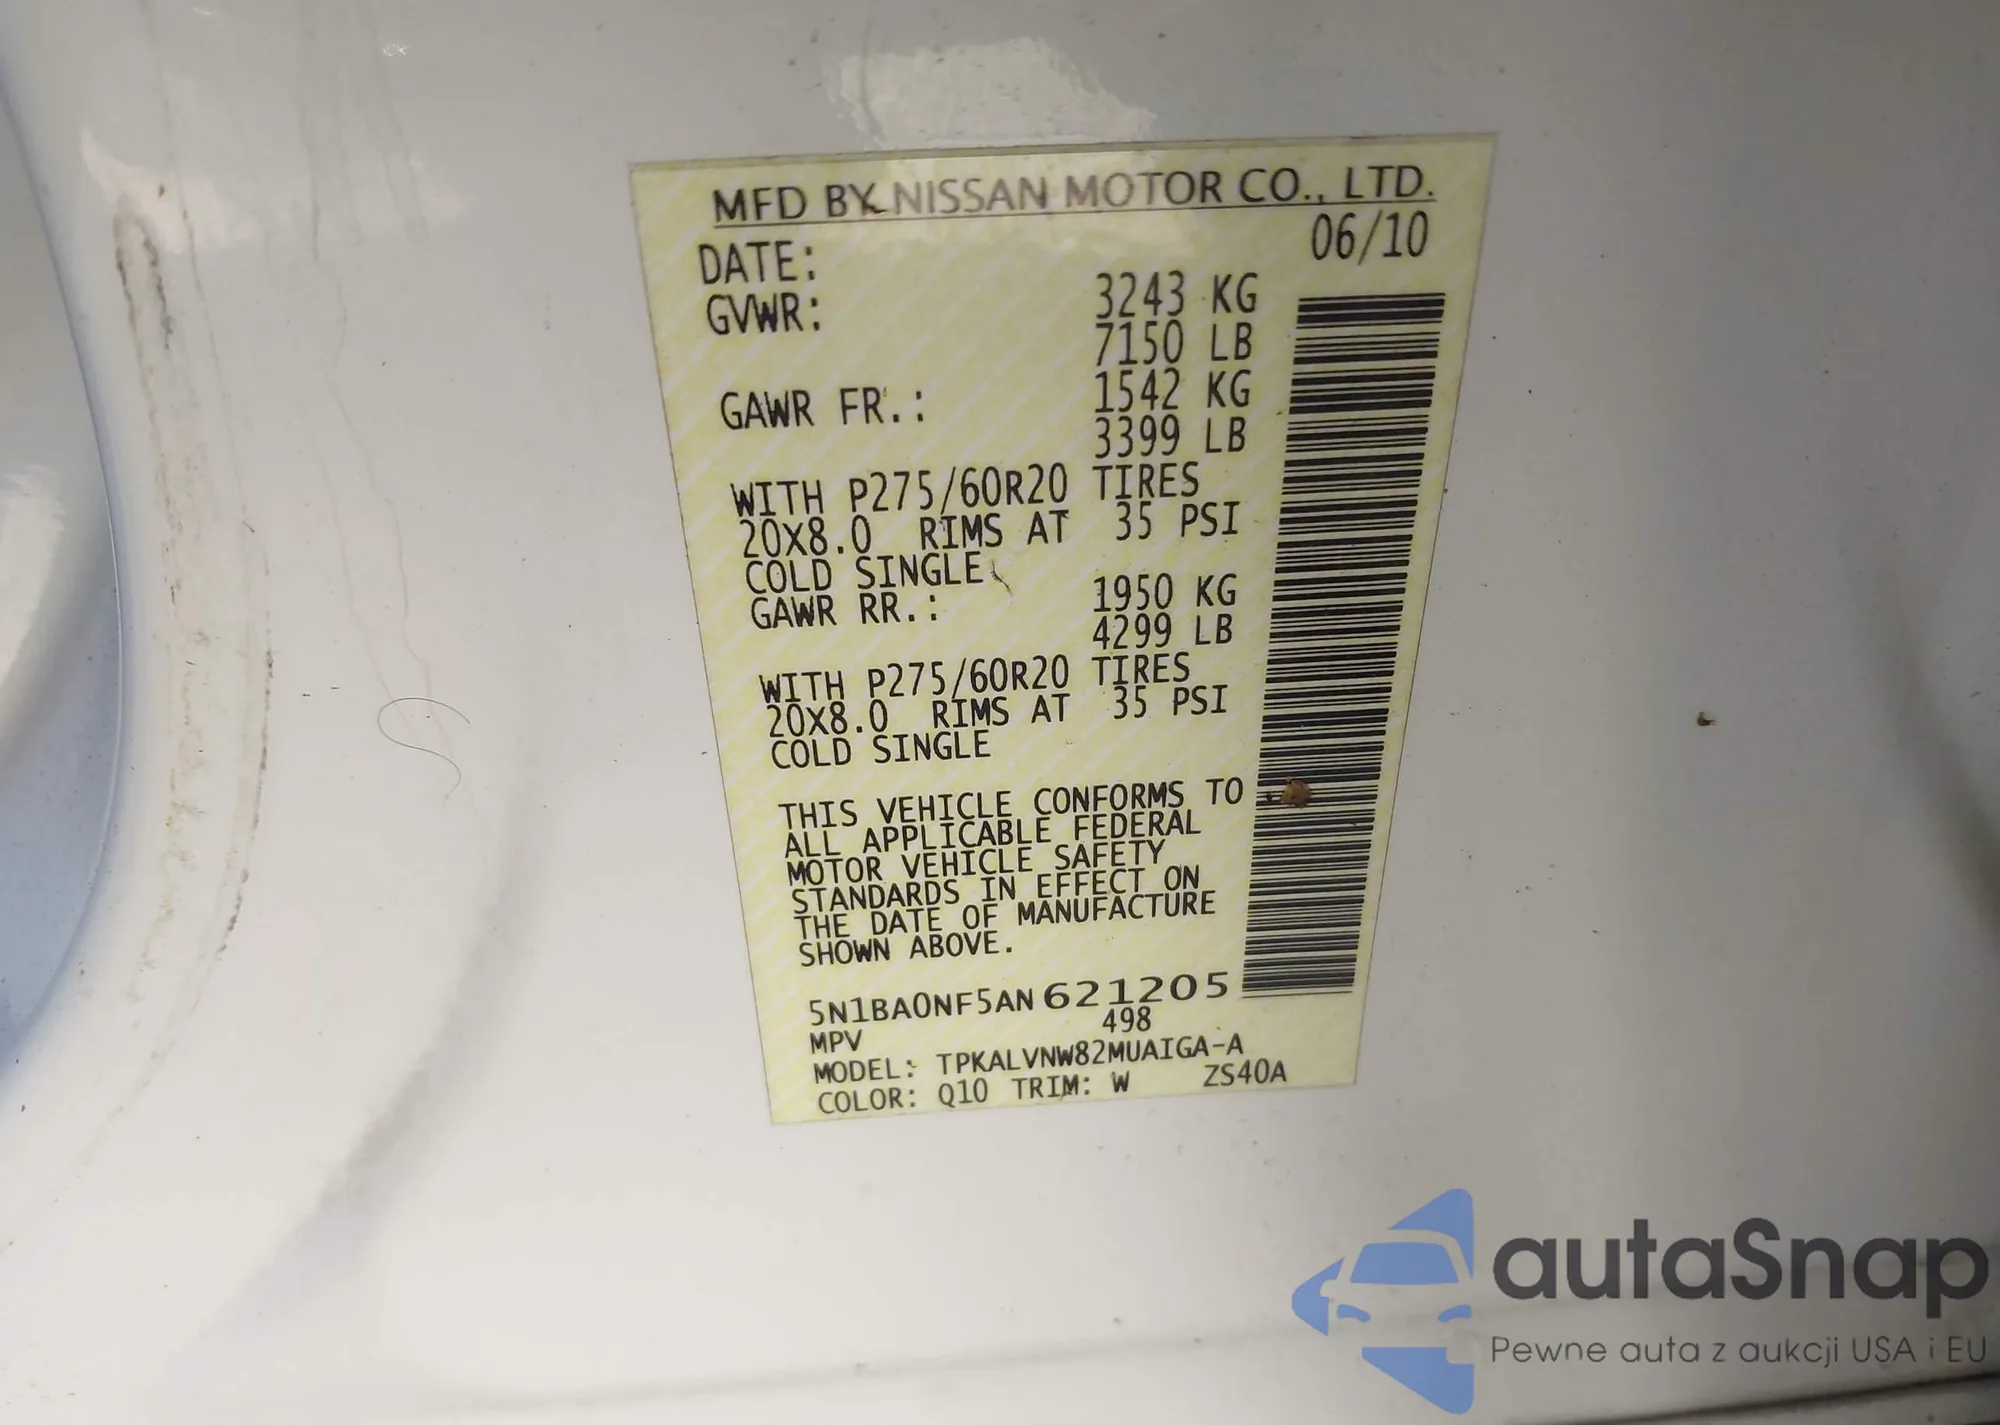 MFD BY NISSAN MOTOR CO., LTD.
DATE: 06/10
GVWR: 3243 KG
7150 LB
GAWR FR.: 1542 KG
3399 LB
WITH P275/60R20 TIRES
20X8.0 RIMS AT 35 PSI
COLD SINGLE
GAWR RR.: 1950 KG
4299 LB
WITH P275/60R20 TIRES
20X8.0 RIMS AT 35 PSI
COLD SINGLE
THIS VEHICLE CONFORMS TO
ALL APPLICABLE FEDERAL
MOTOR VEHICLE SAFETY
STANDARDS IN EFFECT ON
THE DATE OF MANUFACTURE
SHOWN ABOVE.
5N1BA0NF5AN621205
MPV 498
MODEL: TPKALVNW82MUAIGA-A
COLOR: Q10 TRIM: W ZS40A
autaSnap
Pewne auta z aukcji USA i EU